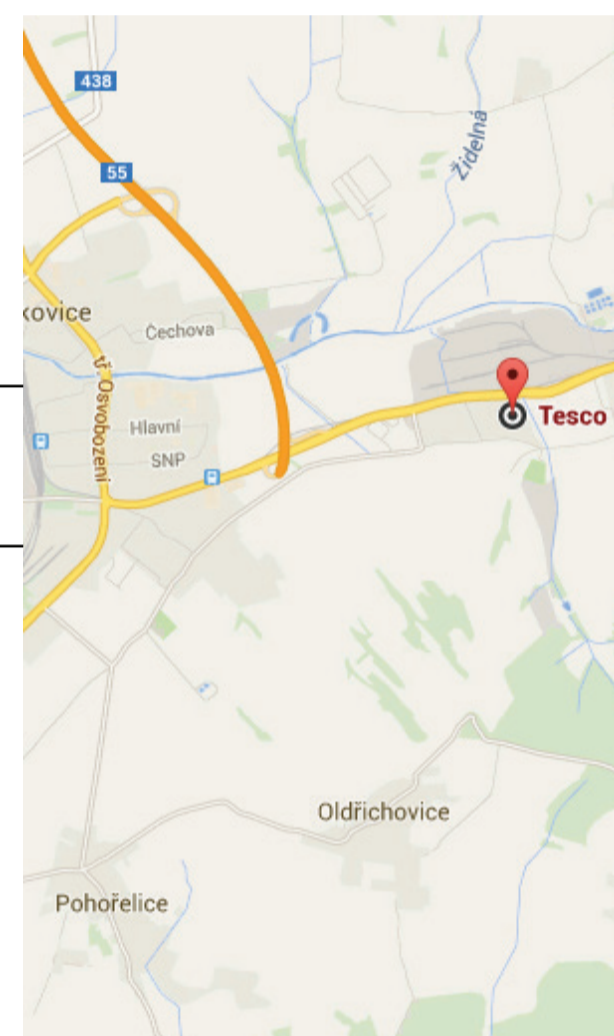 438
55
Židelná
kovice
Čechova
tř. Osvobození
Hlavní
SNP
Tesco
Oldřichovice
Pohořelice